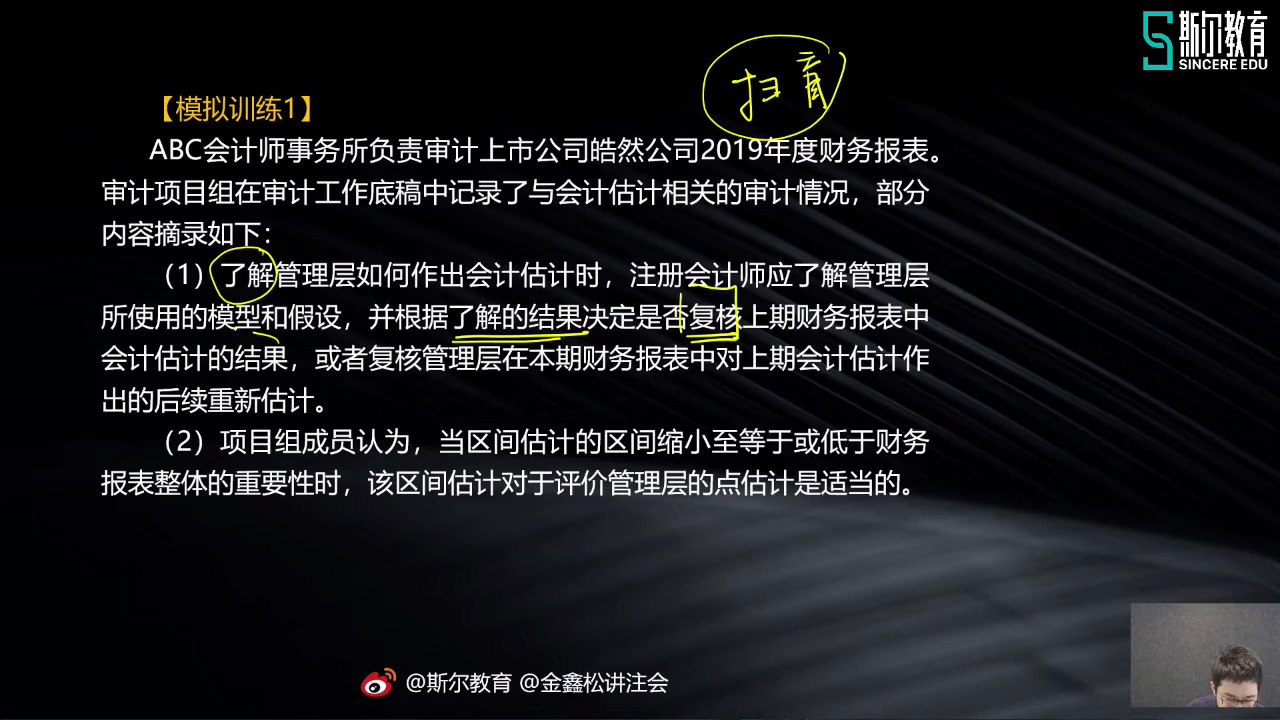 斯尔教育
SINCERE EDU
扫盲
【模拟训练1】
ABC会计师事务所负责审计上市公司皓然公司2019年度财务报表。
审计项目组在审计工作底稿中记录了与会计估计相关的审计情况，部分
内容摘录如下：
（1）了解管理层如何作出会计估计时，注册会计师应了解管理层
所使用的模型和假设，并根据了解的结果决定是否复核上期财务报表中
会计估计的结果，或者复核管理层在本期财务报表中对上期会计估计作
出的后续重新估计。
（2）项目组成员认为，当区间估计的区间缩小至等于或低于财务
报表整体的重要性时，该区间估计对于评价管理层的点估计是适当的。
@斯尔教育 @金鑫松讲注会